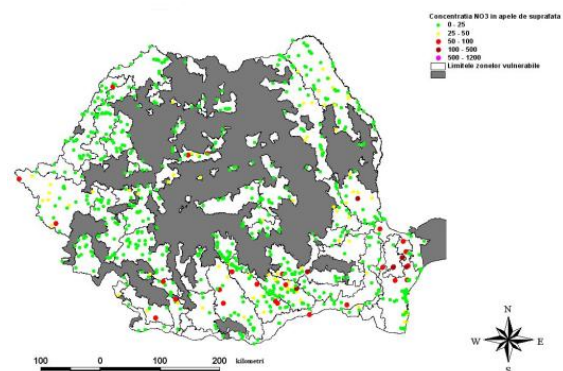 Concentratia NO3 in apele de suprafata
0 - 25
25 - 50
50 - 100
100 - 500
500 - 1200
Limitele zonelor vulnerabile
100 0 100 200 kilometri
N
W E
S